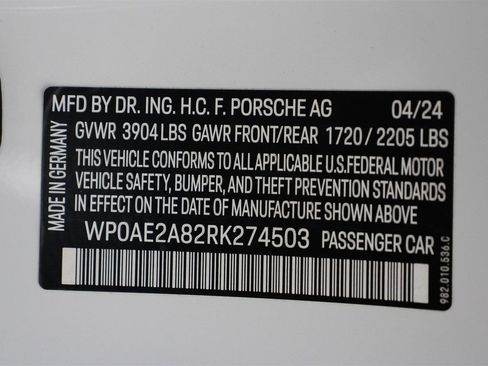 MFD BY DR. ING. H.C. F. PORSCHE AG 04/24
GVWR 3904 LBS GAWR FRONT/REAR 1720 / 2205 LBS
THIS VEHICLE CONFORMS TO ALL APPLICABLE U.S.FEDERAL MOTOR
VEHICLE SAFETY, BUMPER, AND THEFT PREVENTION STANDARDS
IN EFFECT ON THE DATE OF MANUFACTURE SHOWN ABOVE
WP0AE2A82RK274503 PASSENGER CAR
MADE IN GERMANY
982.010.536.C